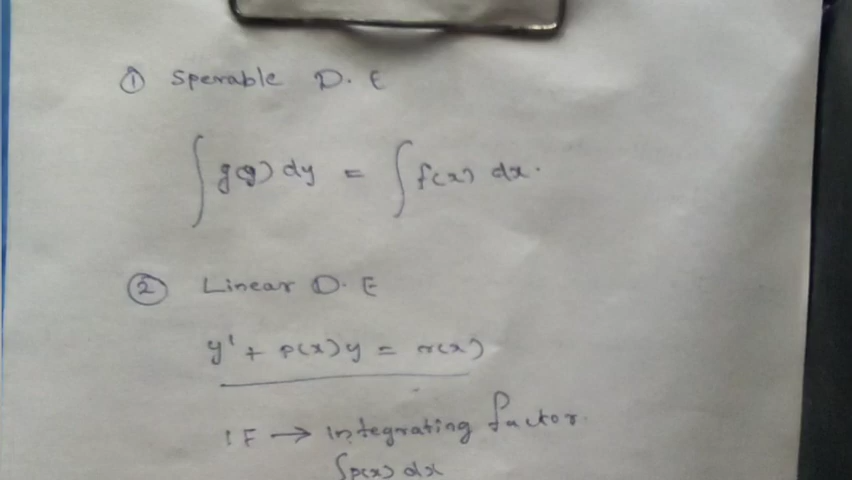 ① Sperable D.E
∫ g(y) dy = ∫ f(x) dx.
② Linear D.E
y' + p(x)y = r(x)
IF → integrating factor.
∫p(x) dx